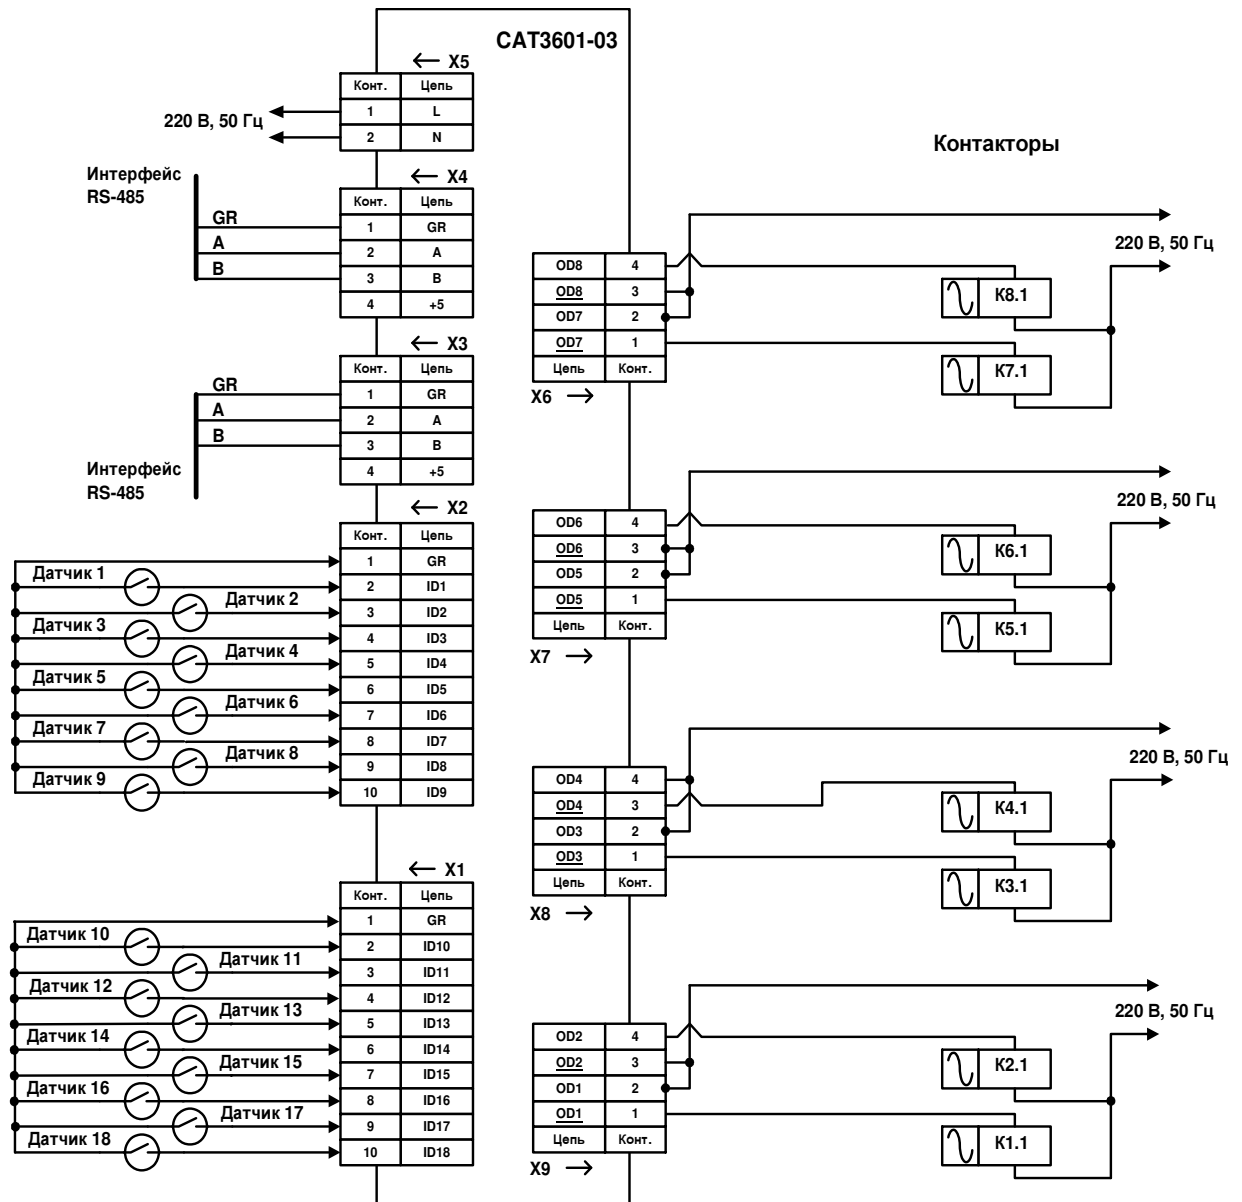 CAT3601-03
X5
Конт. Цепь
1 L
2 N
220 В, 50 Гц
Интерфейс
RS-485
X4
Конт. Цепь
GR 1 GR
A 2 A
B 3 B
4 +5
X3
Конт. Цепь
GR 1 GR
A 2 A
B 3 B
4 +5
Интерфейс
RS-485
X2
Конт. Цепь
1 GR
Датчик 1 2 ID1
Датчик 2 3 ID2
Датчик 3 4 ID3
Датчик 4 5 ID4
Датчик 5 6 ID5
Датчик 6 7 ID6
Датчик 7 8 ID7
Датчик 8 9 ID8
Датчик 9 10 ID9
X1
Конт. Цепь
1 GR
Датчик 10 2 ID10
Датчик 11 3 ID11
Датчик 12 4 ID12
Датчик 13 5 ID13
Датчик 14 6 ID14
Датчик 15 7 ID15
Датчик 16 8 ID16
Датчик 17 9 ID17
Датчик 18 10 ID18
Контакторы
220 В, 50 Гц
OD8 4
OD8 3
OD7 2
OD7 1
Цепь Конт.
X6
К8.1
К7.1
220 В, 50 Гц
OD6 4
OD6 3
OD5 2
OD5 1
Цепь Конт.
X7
К6.1
К5.1
220 В, 50 Гц
OD4 4
OD4 3
OD3 2
OD3 1
Цепь Конт.
X8
К4.1
К3.1
220 В, 50 Гц
OD2 4
OD2 3
OD1 2
OD1 1
Цепь Конт.
X9
К2.1
К1.1